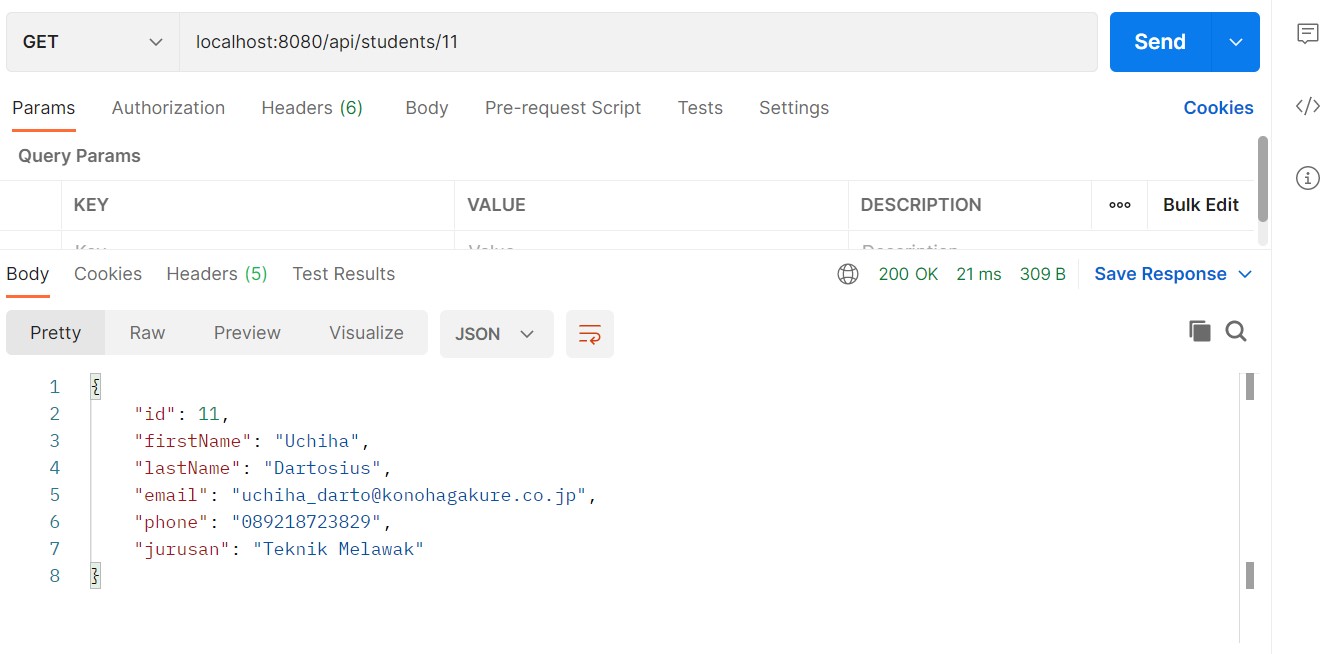 GET localhost:8080/api/students/11 Send
Params Authorization Headers (6) Body Pre-request Script Tests Settings Cookies
Query Params
KEY VALUE DESCRIPTION ooo Bulk Edit
Key Value Description
Body Cookies Headers (5) Test Results 200 OK 21 ms 309 B Save Response
Pretty Raw Preview Visualize JSON
1 {
2 "id": 11,
3 "firstName": "Uchiha",
4 "lastName": "Dartosius",
5 "email": "uchiha_darto@konohagakure.co.jp",
6 "phone": "089218723829",
7 "jurusan": "Teknik Melawak"
8 }